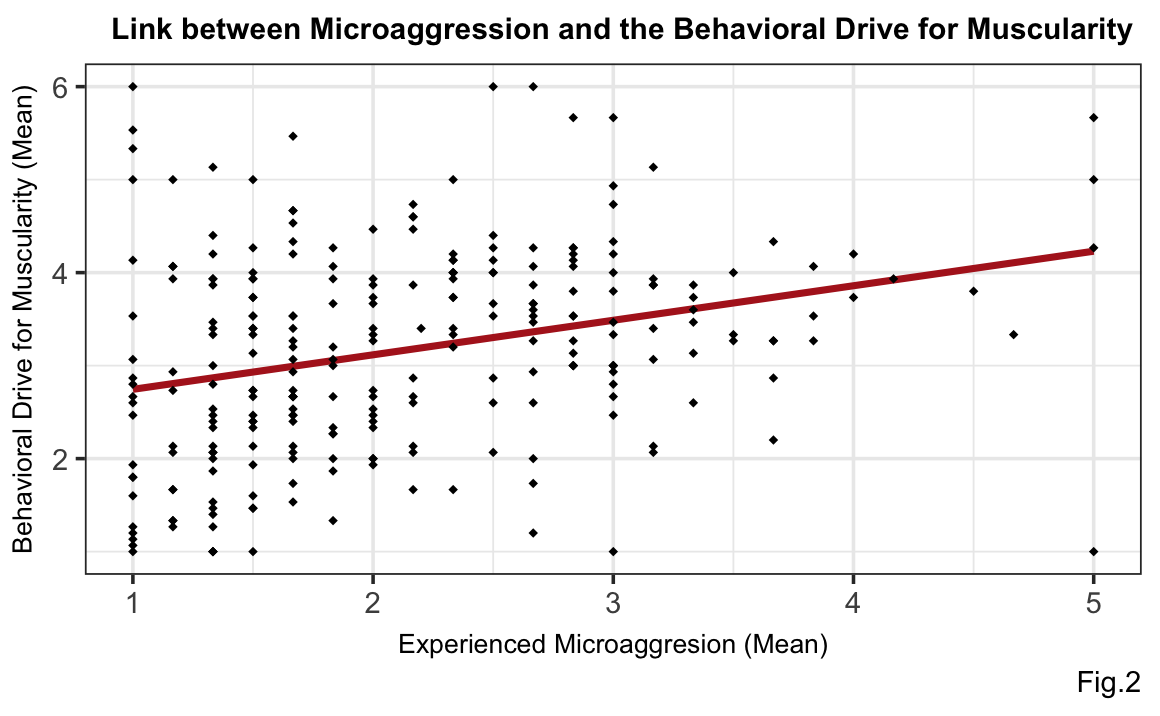 Link between Microaggression and the Behavioral Drive for Muscularity
Behavioral Drive for Muscularity (Mean)
6
4
2
1 2 3 4 5
Experienced Microaggresion (Mean)
Fig.2